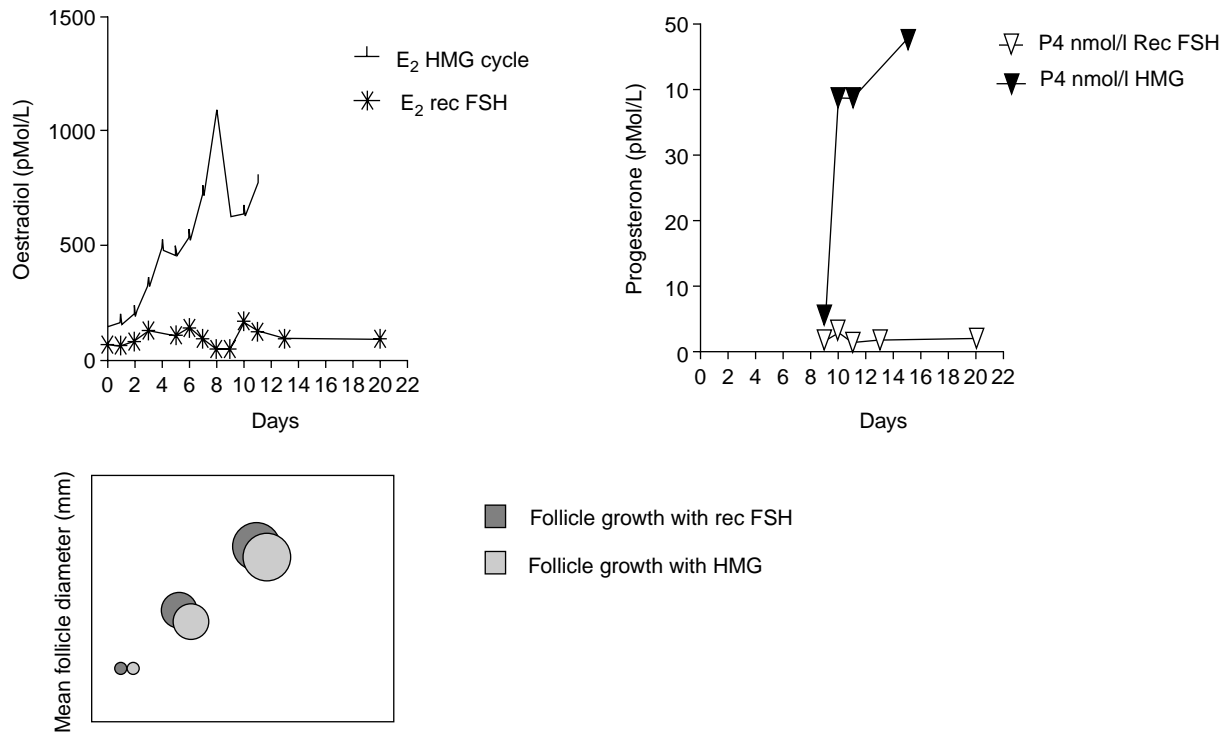 1500
1000
500
0
Oestradiol (pMol/L)
0 2 4 6 8 10 12 14 16 18 20 22
Days
E2 HMG cycle
E2 rec FSH
50
10
30
20
10
0
Progesterone (pMol/L)
0 2 4 6 8 10 12 14 16 18 20 22
Days
P4 nmol/l Rec FSH
P4 nmol/l HMG
Mean follicle diameter (mm)
Follicle growth with rec FSH
Follicle growth with HMG